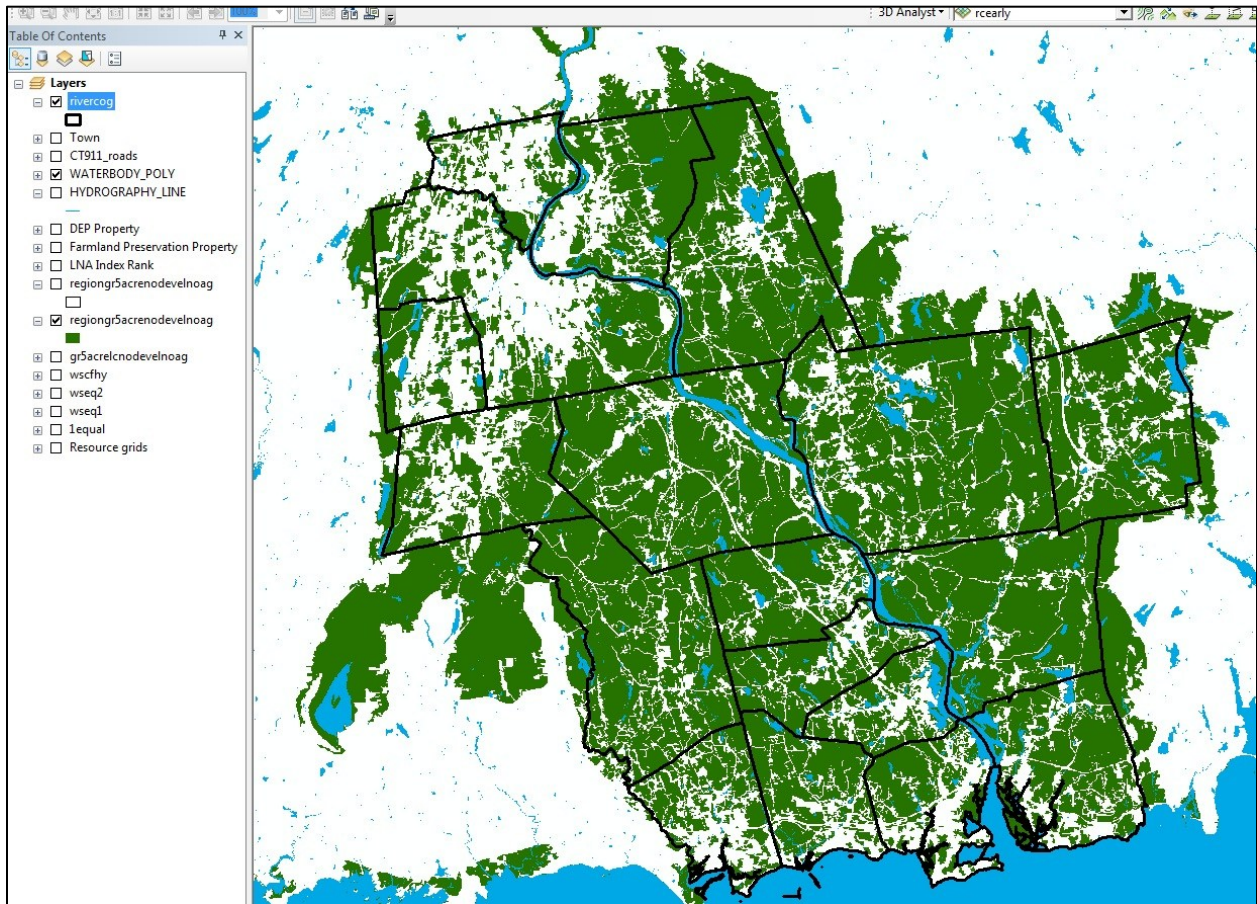 100%
3D Analyst
rcearly
Table Of Contents
Layers
rivercog
Town
CT911_roads
WATERBODY_POLY
HYDROGRAPHY_LINE
DEP Property
Farmland Preservation Property
LNA Index Rank
regiongr5acrenodevelnoag
regiongr5acrenodevelnoag
gr5acrelcnodevelnoag
wscfhy
wseq2
wseq1
1equal
Resource grids